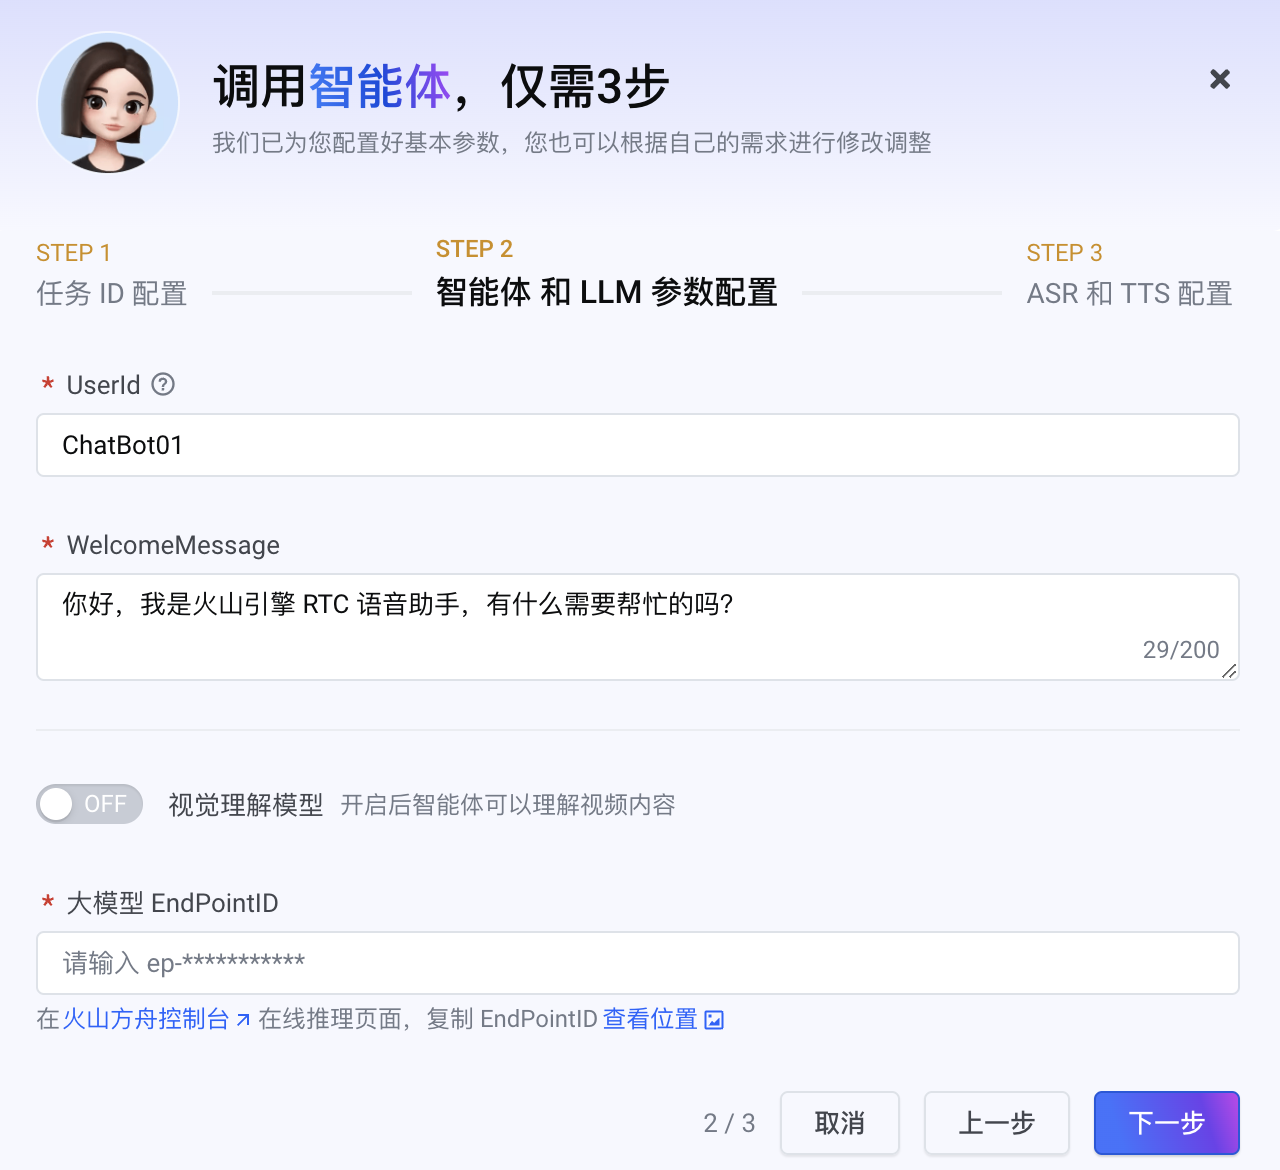 调用智能体，仅需3步
我们已为您配置好基本参数，您也可以根据自己的需求进行修改调整
STEP 1
任务 ID 配置
STEP 2
智能体 和 LLM 参数配置
STEP 3
ASR 和 TTS 配置
* UserId
ChatBot01
* WelcomeMessage
你好，我是火山引擎 RTC 语音助手，有什么需要帮忙的吗?
29/200
OFF 视觉理解模型 开启后智能体可以理解视频内容
* 大模型 EndPointID
请输入 ep-***********
在火山方舟控制台 在线推理页面，复制 EndPointID 查看位置
2 / 3 取消 上一步 下一步